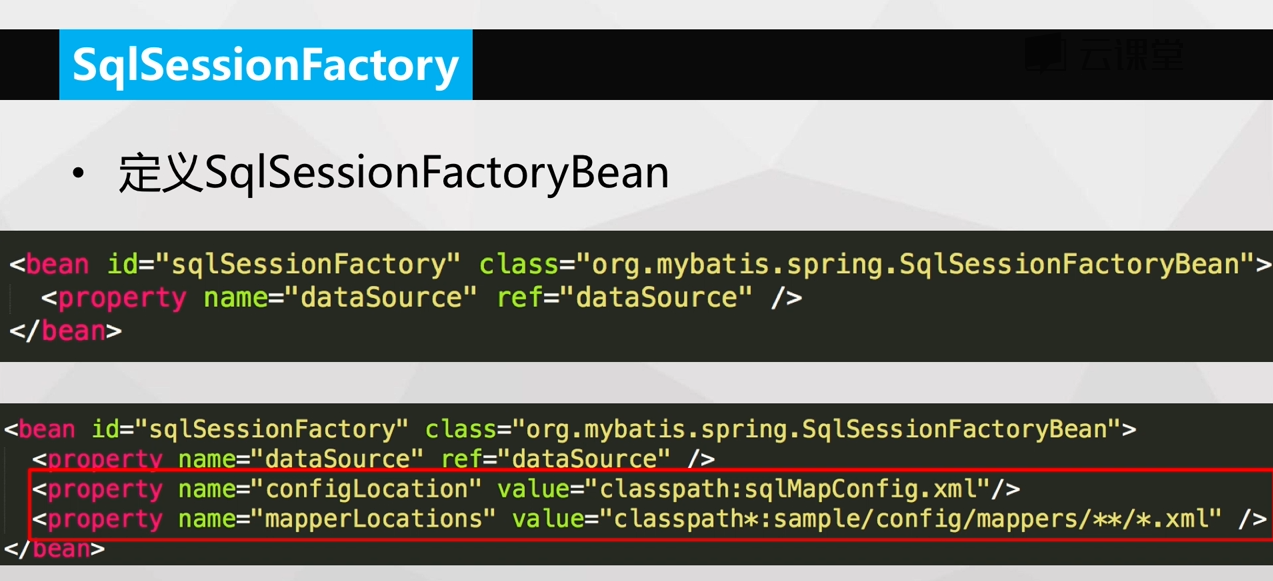 SqlSessionFactory
云课堂
• 定义SqlSessionFactoryBean
<bean id="sqlSessionFactory" class="org.mybatis.spring.SqlSessionFactoryBean">
<property name="dataSource" ref="dataSource" />
</bean>
<bean id="sqlSessionFactory" class="org.mybatis.spring.SqlSessionFactoryBean">
<property name="dataSource" ref="dataSource" />
<property name="configLocation" value="classpath:sqlMapConfig.xml"/>
<property name="mapperLocations" value="classpath*:sample/config/mappers/**/*.xml" />
</bean>